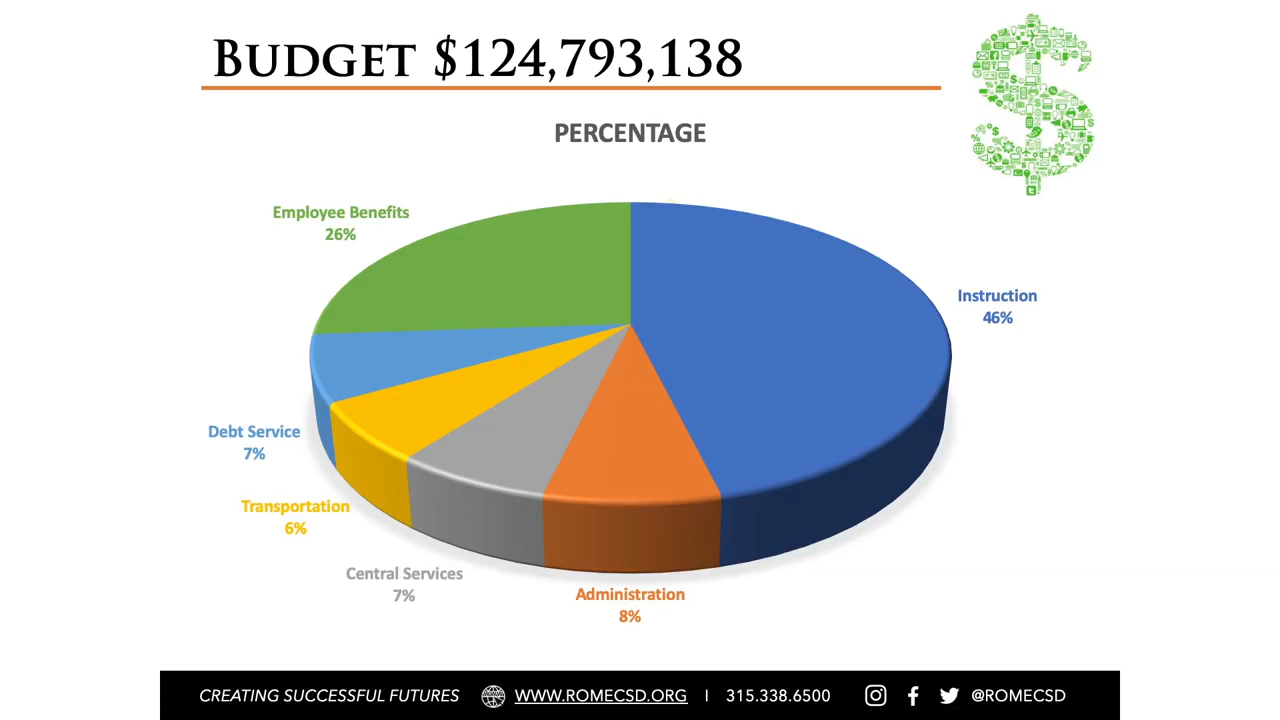 BUDGET $124,793,138
PERCENTAGE
Employee Benefits
26%
Instruction
46%
Debt Service
7%
Transportation
6%
Central Services
7%
Administration
8%
CREATING SUCCESSFUL FUTURES WWW.ROMECSD.ORG | 315.338.6500 @ROMECSD